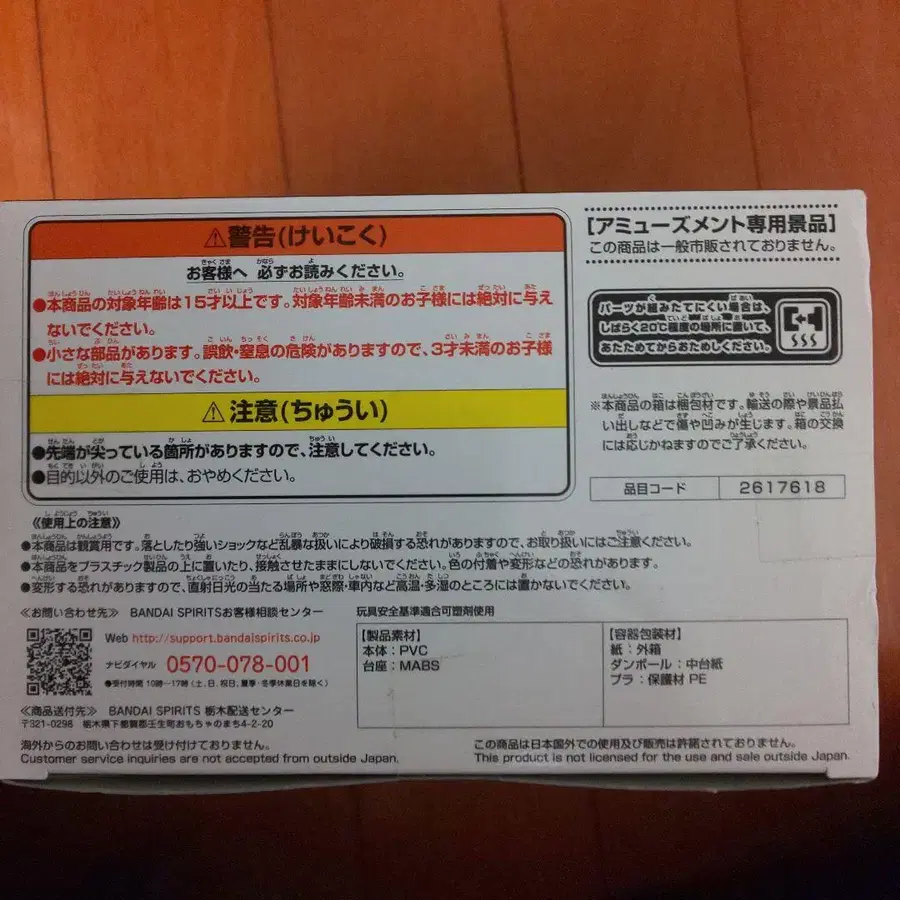 ⚠警告(けいこく)
お客様へ 必ずお読みください。
●本商品の対象年齢は15才以上です。対象年齢未満のお子様には絶対に与え
ないでください。
●小さな部品があります。誤飲・窒息の危険がありますので、3才未満のお子様
には絶対に与えないでください。
⚠注意(ちゅうい)
●先端が尖っている箇所がありますので、注意してください。
●目的以外のご使用は、おやめください。
【アミューズメント専用景品】
この商品は一般市販されておりません。
パーツが組みたてにくい場合は、
しばらく20℃程度の場所に置いて、
あたためてからおためしください。
※本商品の箱は梱包材です。輸送の際や景品払
い出しなどで傷や凹みが生じます。箱の交換
には応じかねますのでご了承ください。
品目コード 2617618
《使用上の注意》
●本商品は観賞用です。落としたり強いショックなど乱暴な扱いにより破損する恐れがありますので、お取り扱いにはご注意ください。
●本商品をプラスチック製品の上に置いたり、接触させたままにしないでください。色の付着や変形などの恐れがあります。
●変形する恐れがありますので、直射日光の当たる場所や窓際・車内など高温・多湿のところには置かないでください。
≪お問い合わせ先≫ BANDAI SPIRITSお客様相談センター
Web http://support.bandaispirits.co.jp
ナビダイヤル 0570-078-001
●受付時間 10時〜17時(土、日、祝日、夏季・冬季休業日を除く)
≪商品送付先≫ BANDAI SPIRITS 栃木配送センター
〒321-0298 栃木県下都賀郡壬生町おもちゃのまち4-2-20
玩具安全基準適合可塑剤使用
【製品素材】
本体：PVC
台座：MABS
【容器包装材】
紙：外箱
ダンボール：中台紙
プラ：保護材 PE
海外からのお問い合わせは受け付けておりません。
Customer service inquiries are not accepted from outside Japan.
この商品は日本国外での使用及び販売は許諾されておりません。
This product is not licensed for the use and sale outside Japan.